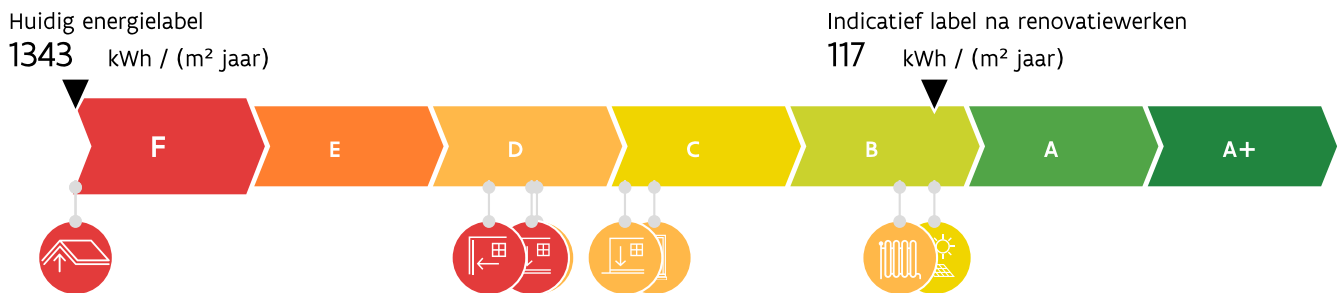 Huidig energielabel
1343 kWh / (m² jaar)
Indicatief label na renovatiewerken
117 kWh / (m² jaar)
F E D C B A A+